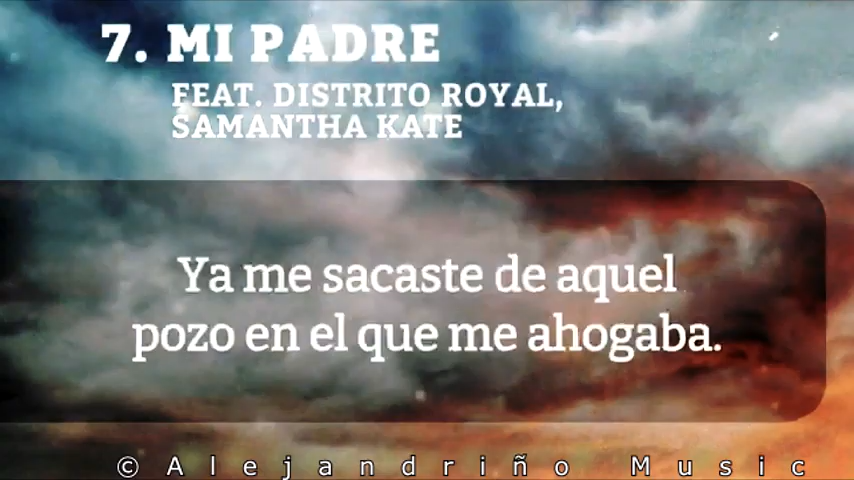 7. MI PADRE
FEAT. DISTRITO ROYAL,
SAMANTHA KATE
Ya me sacaste de aquel
pozo en el que me ahogaba.
© Alejandriño Music